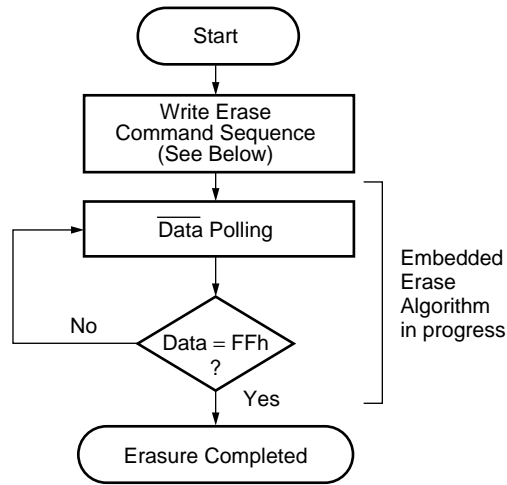 Start
Write Erase
Command Sequence
(See Below)
Data Polling
Embedded
Erase
Algorithm
in progress
No
Data = FFh
?
Yes
Erasure Completed